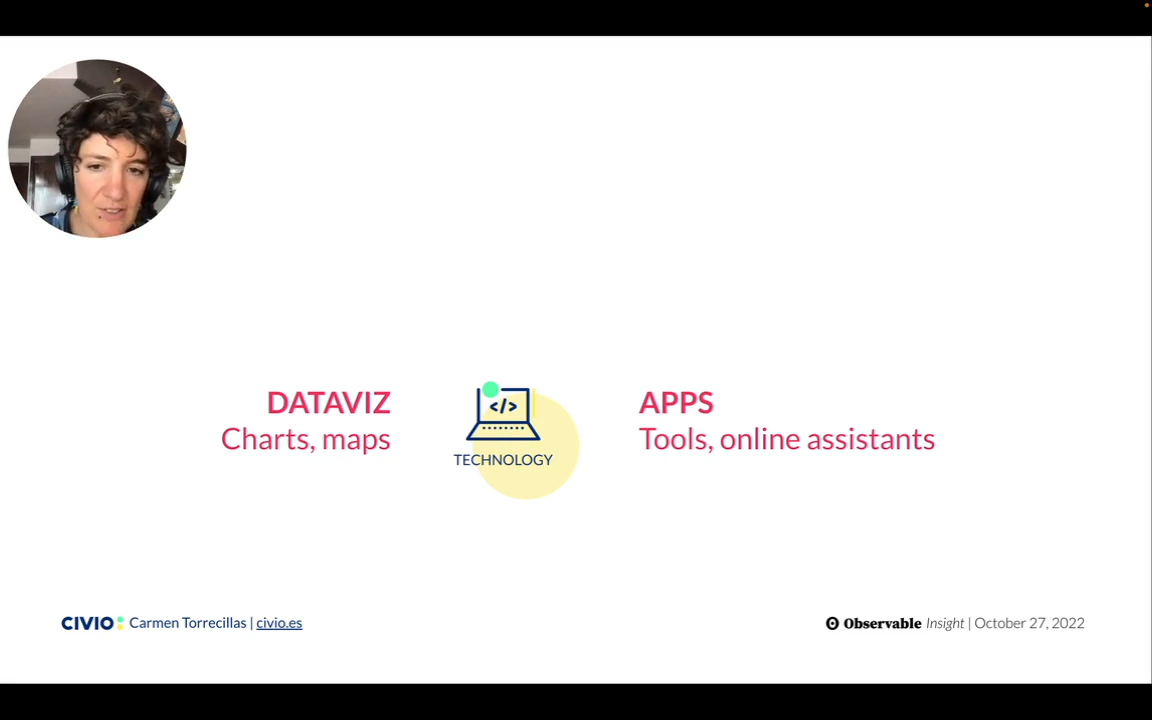 DATAVIZ
Charts, maps
</>
TECHNOLOGY
APPS
Tools, online assistants
CIVIO: Carmen Torrecillas | civio.es
Observable Insight | October 27, 2022